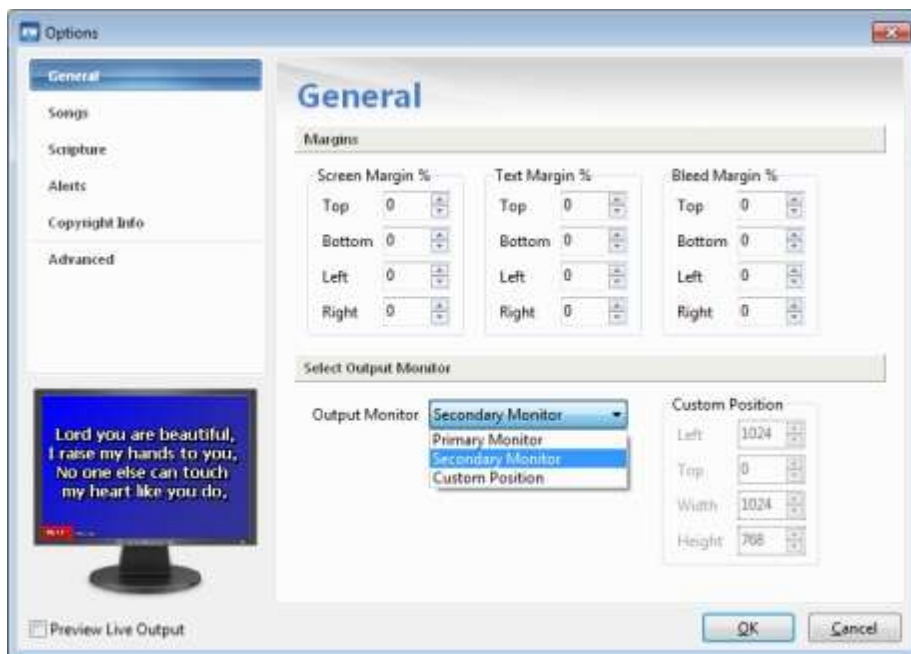 Options
General
Songs
Scripture
Alerts
Copyright Info
Advanced
General
Margins
Screen Margin % Text Margin % Bleed Margin %
Top 0 Top 0 Top 0
Bottom 0 Bottom 0 Bottom 0
Left 0 Left 0 Left 0
Right 0 Right 0 Right 0
Select Output Monitor
Output Monitor Secondary Monitor
Primary Monitor
Secondary Monitor
Custom Position
Custom Position
Left 1024
Top 0
Width 1024
Height 768
Lord you are beautiful,
I raise my hands to you,
No one else can touch
my heart like you do,
Preview Live Output
OK Cancel